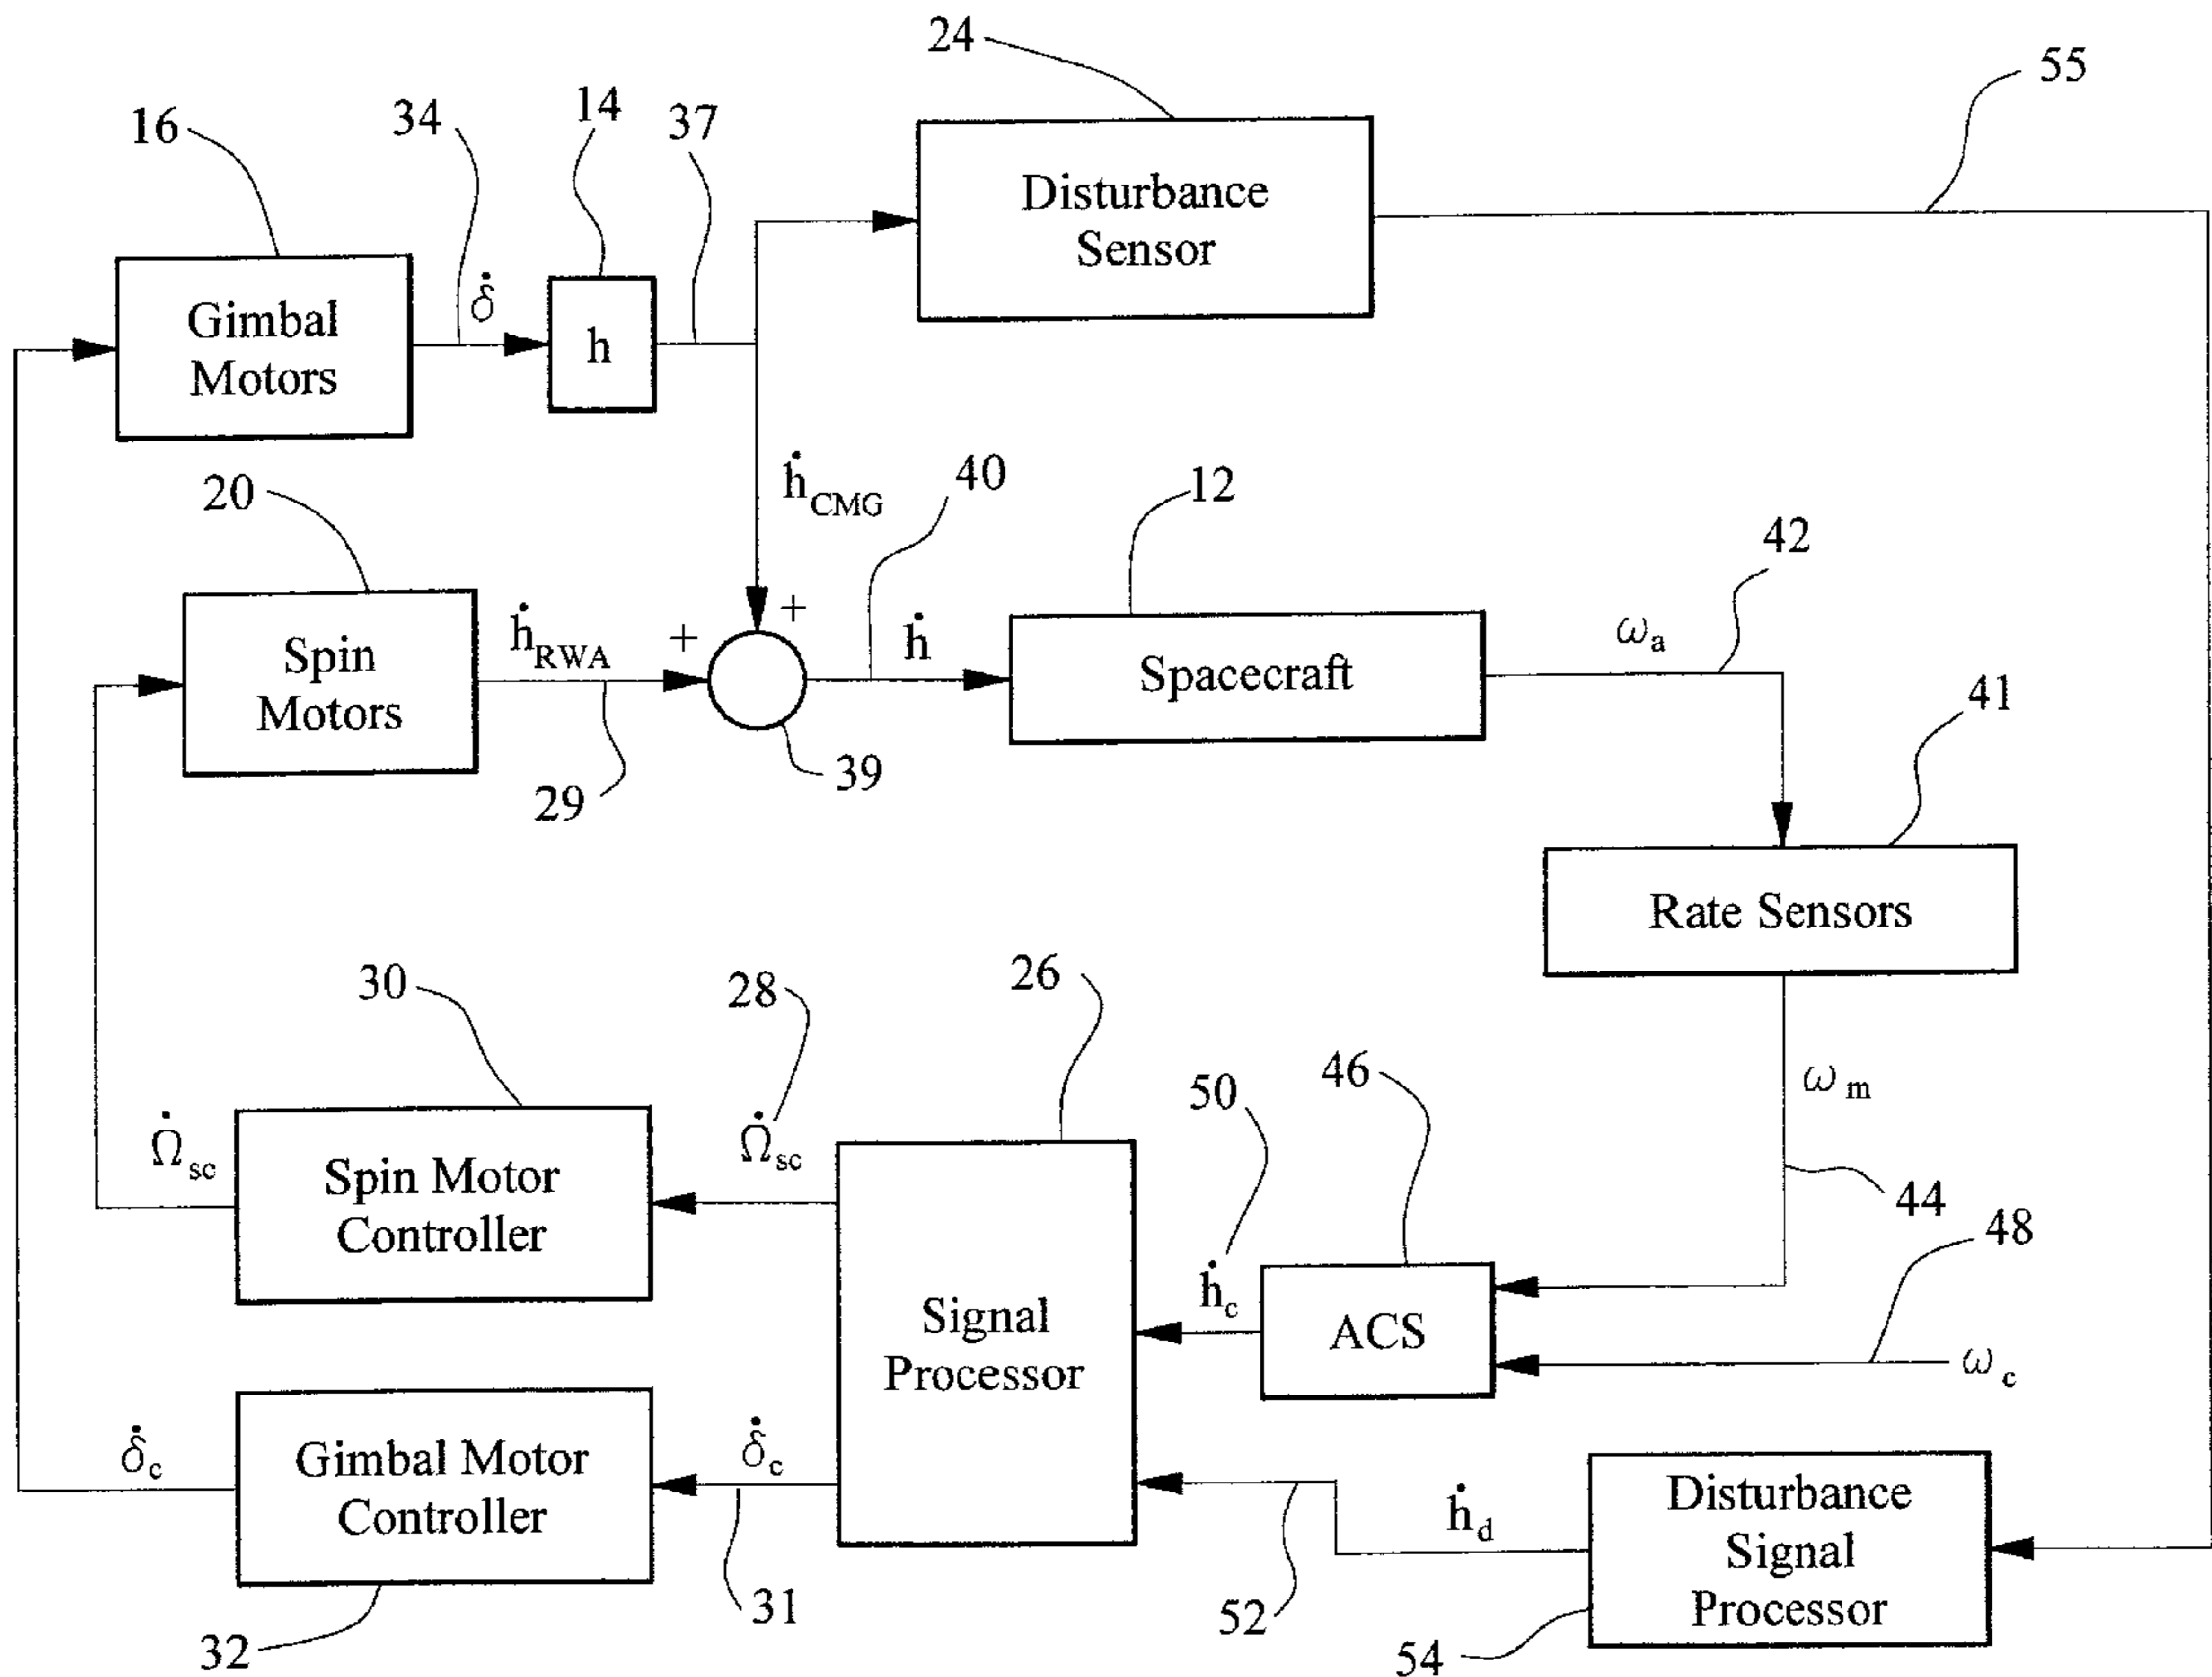 24
55
16
34
14
37
Disturbance
Sensor
Gimbal
Motors
δ̇
h
20
ḣCMG
40
12
42
Spin
Motors
ḣRWA
+
+
ḣ
Spacecraft
ωa
29
39
41
Rate Sensors
30
28
26
46
50
ωm
Ω̇sc
Spin Motor
Controller
Ω̇sc
Signal
Processor
ḣc
ACS
44
48
ωc
δ̇c
Gimbal Motor
Controller
δ̇c
ḣd
Disturbance
Signal
Processor
32
31
52
54